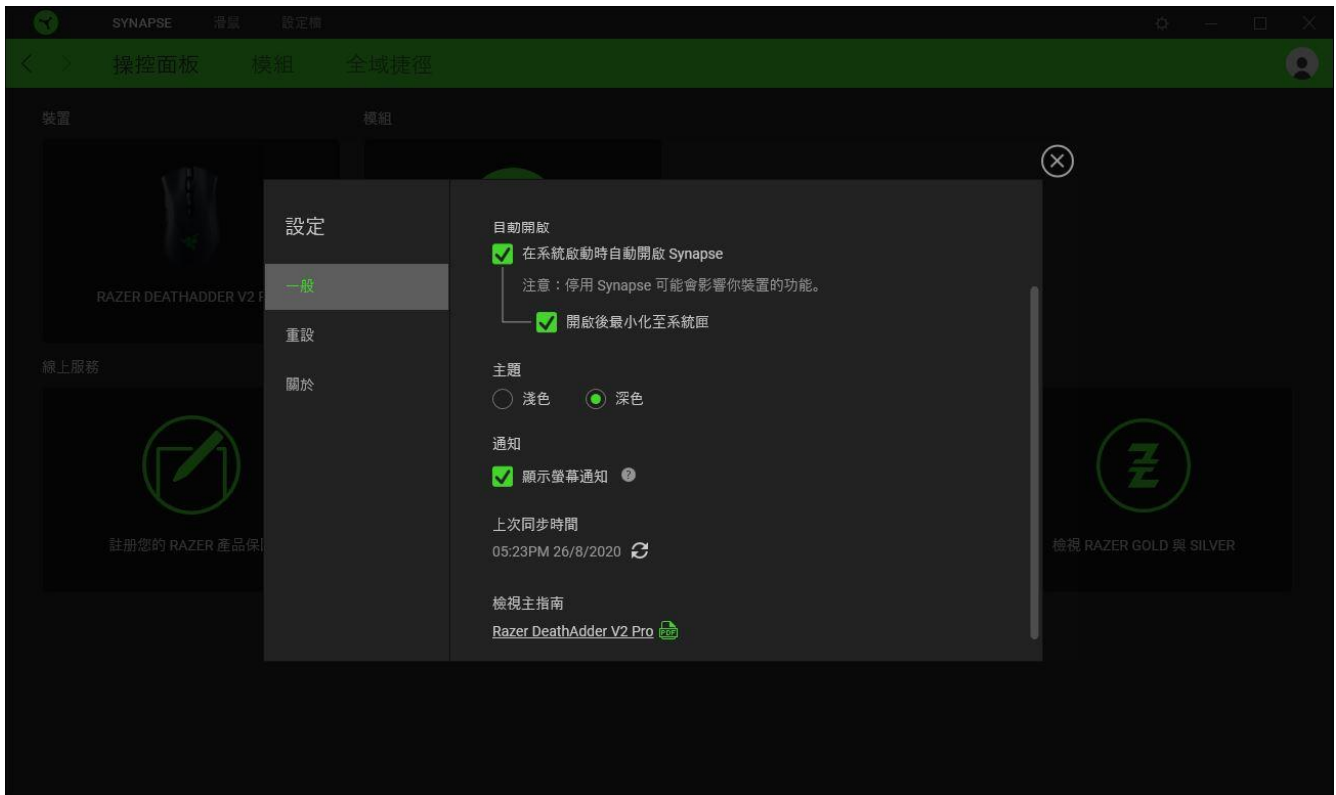 SYNAPSE 滑鼠 設定檔
操控面板 模組 全域捷徑
裝置 模組
RAZER DEATHADDER V2 P
線上服務
註册您的 RAZER 產品保
檢視 RAZER GOLD 與 SILVER
設定
一般
重設
關於
目動開啟
在系統啟動時自動開啟 Synapse
注意：停用 Synapse 可能會影響你裝置的功能。
開啟後最小化至系統匣
主題
淺色 深色
通知
顯示螢幕通知 ?
上次同步時間
05:23PM 26/8/2020
檢視主指南
Razer DeathAdder V2 Pro PDF